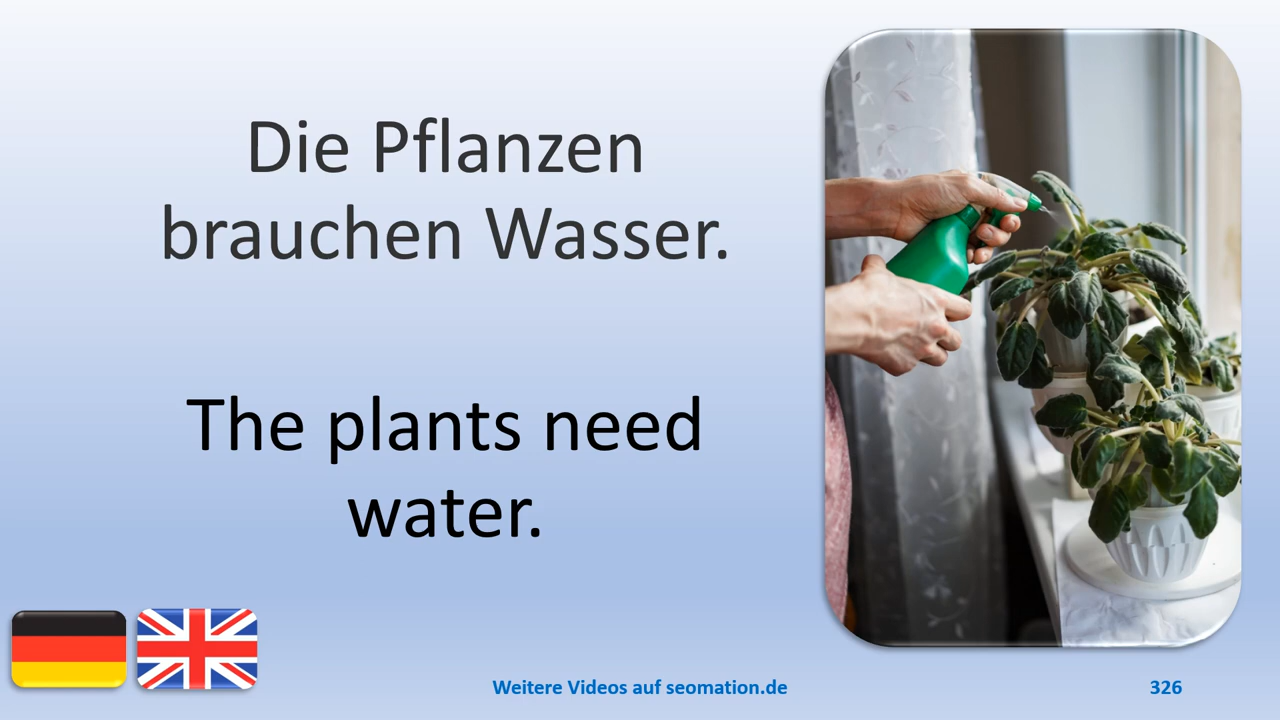 Die Pflanzen
brauchen Wasser.
The plants need
water.
Weitere Videos auf seomation.de
326